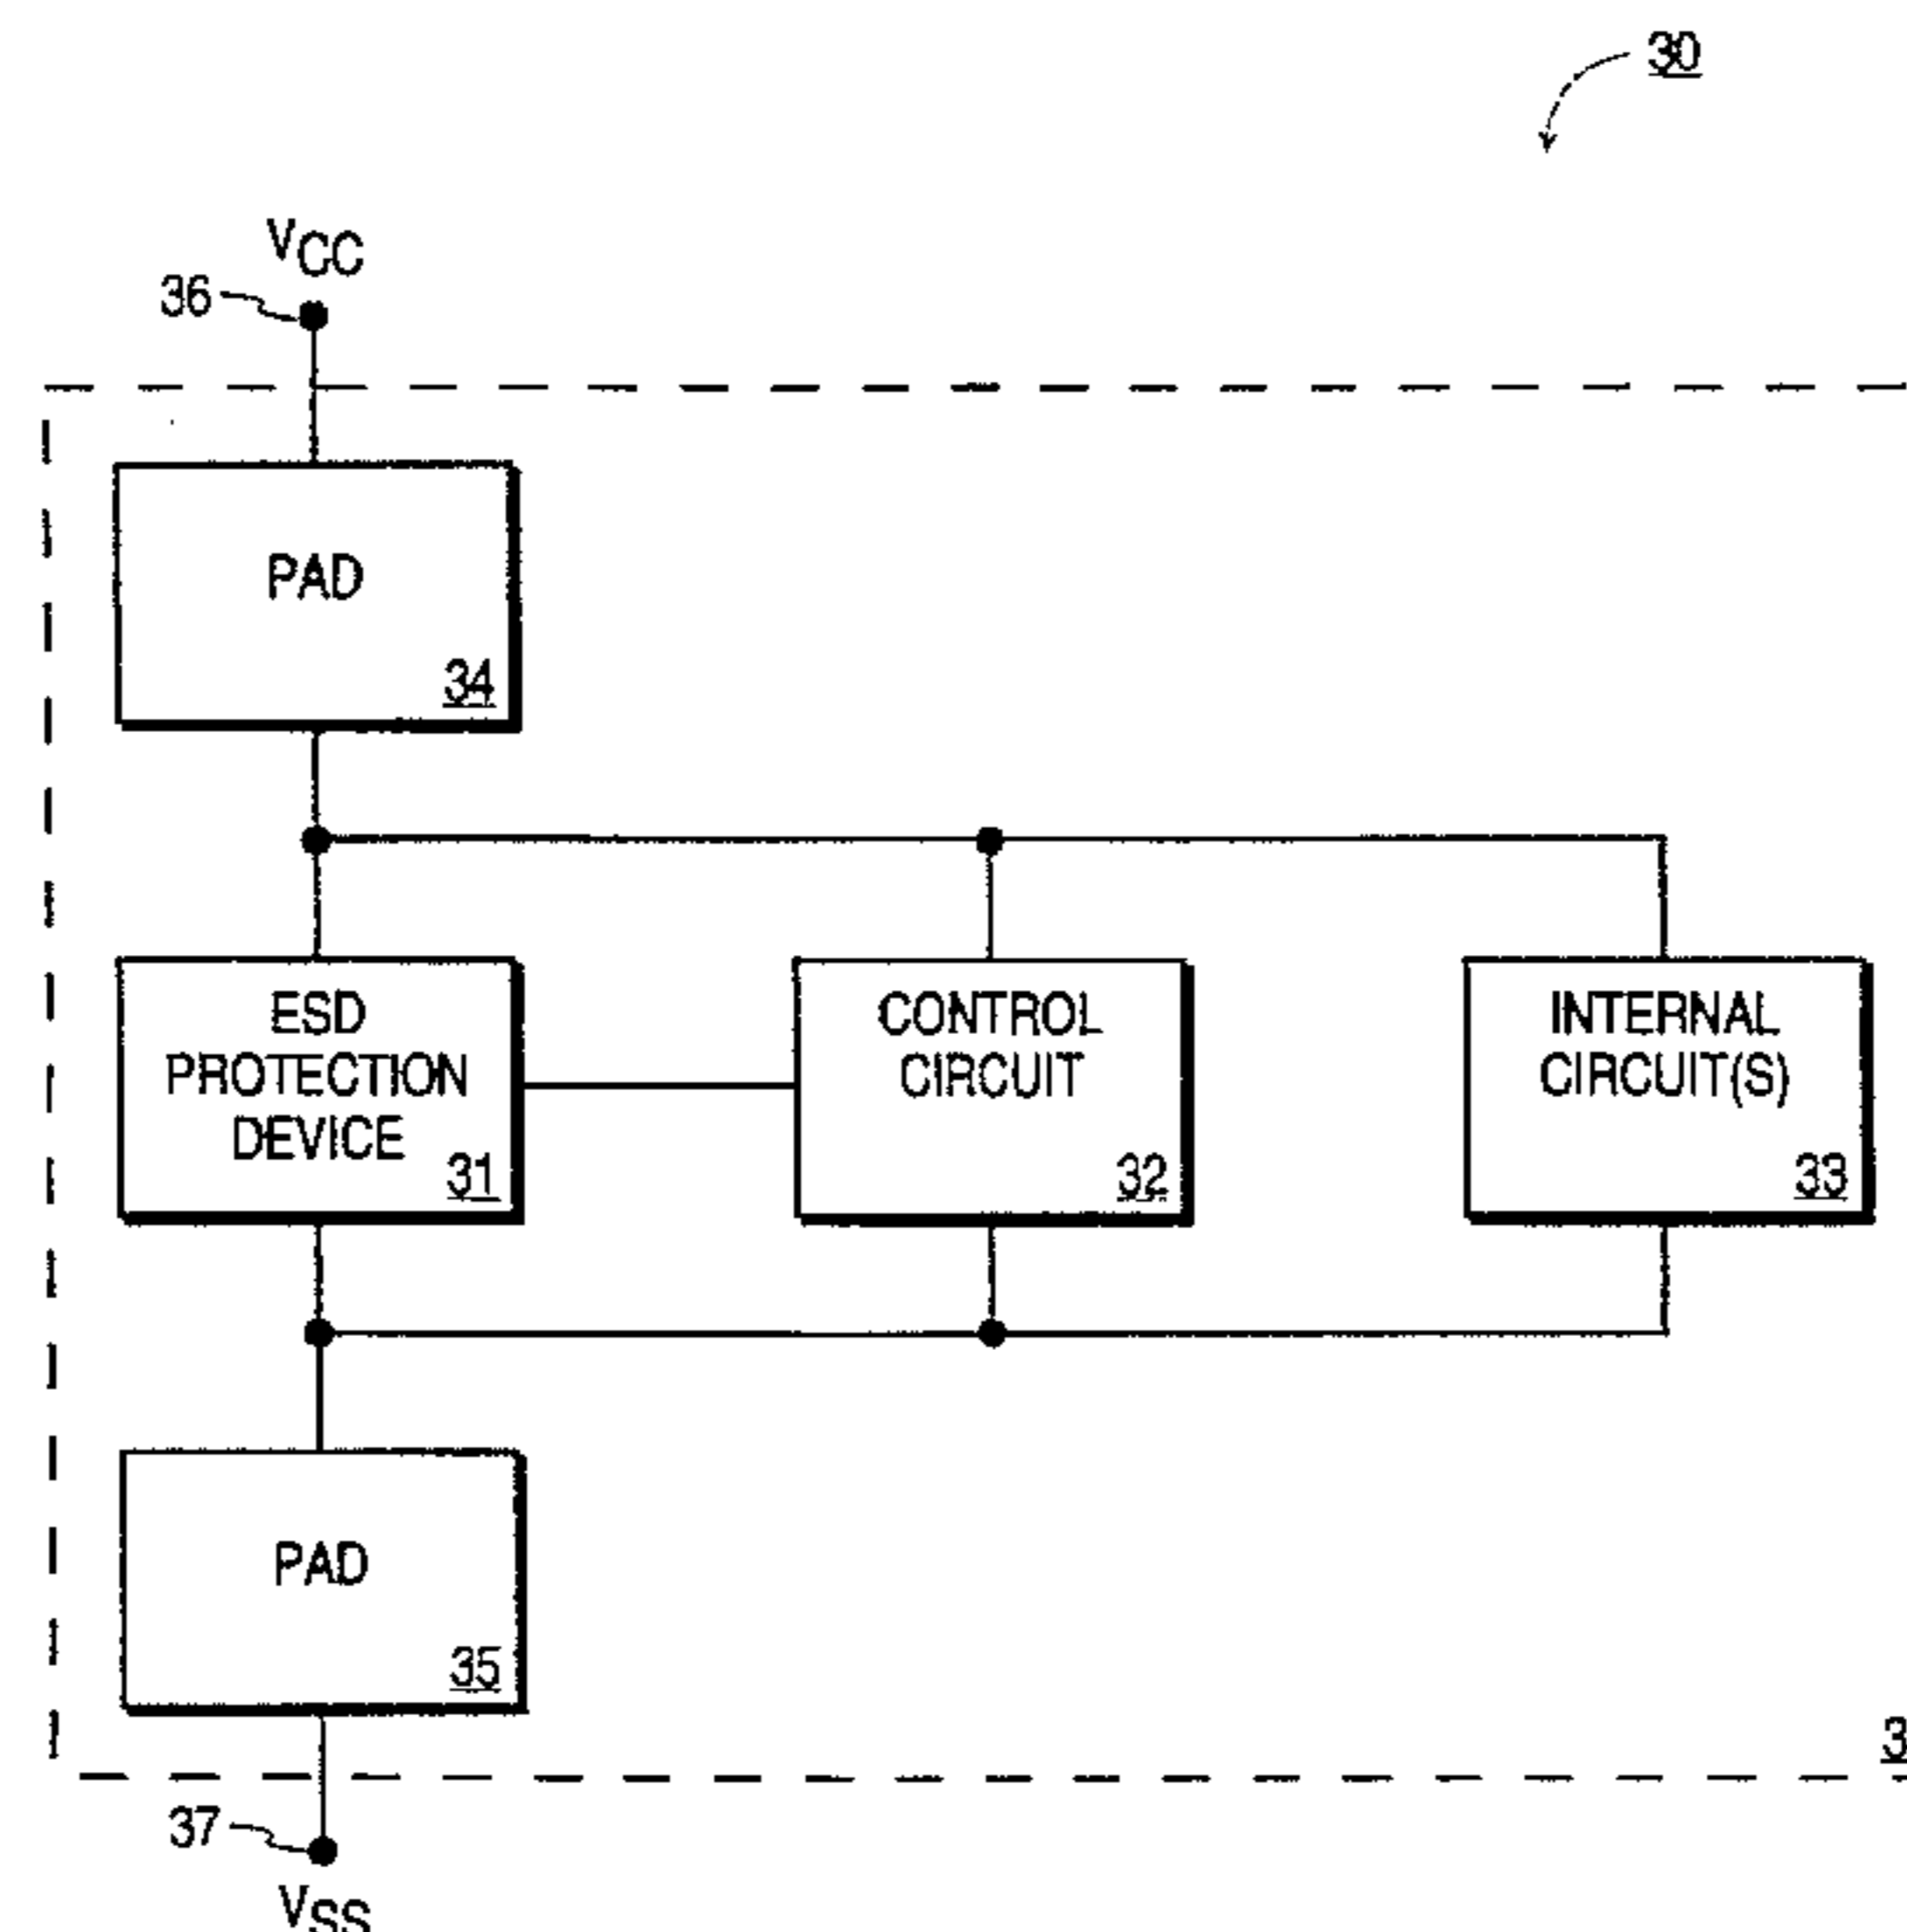 30
VCC
36
PAD
34
ESD
PROTECTION
DEVICE
31
CONTROL
CIRCUIT
32
INTERNAL
CIRCUIT(S)
33
PAD
35
37
VSS